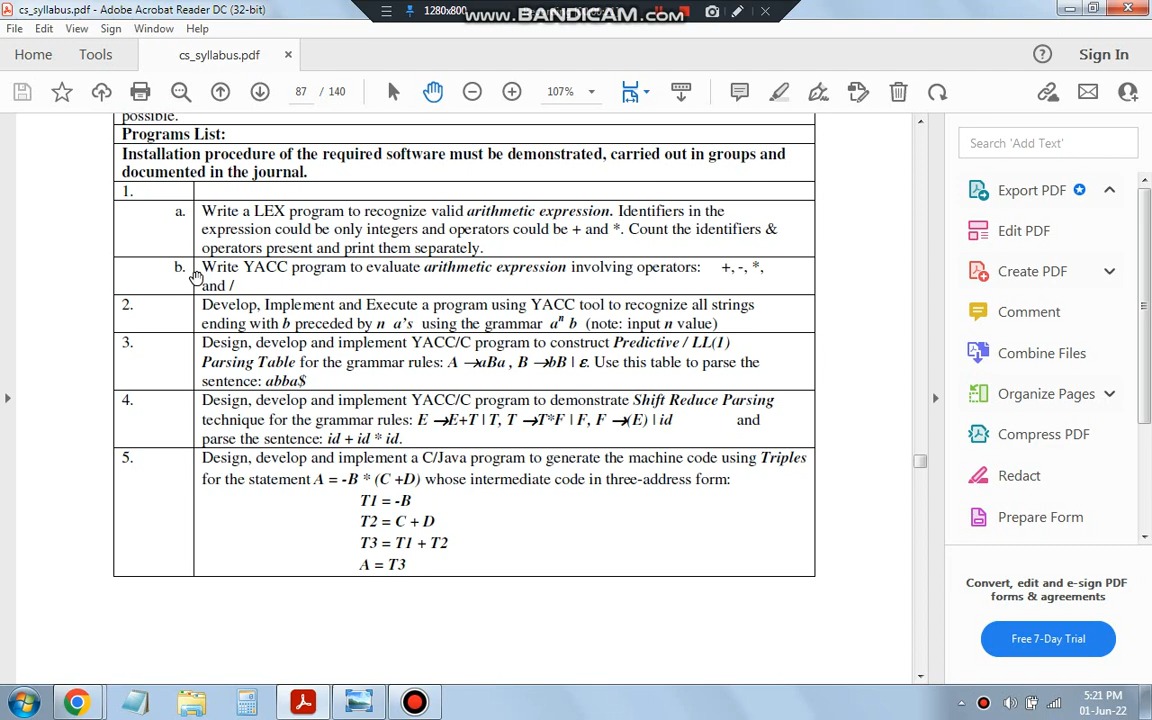 cs_syllabus.pdf - Adobe Acrobat Reader DC (32-bit)
1280x800
www.BANDICAM.com
File Edit View Sign Window Help
Home Tools cs_syllabus.pdf × Sign In
87 / 140 107%
possible.
Programs List:
Installation procedure of the required software must be demonstrated, carried out in groups and
documented in the journal.
1.
a. Write a LEX program to recognize valid arithmetic expression. Identifiers in the
expression could be only integers and operators could be + and *. Count the identifiers &
operators present and print them separately.
b. Write YACC program to evaluate arithmetic expression involving operators: +, -, *,
and /
2. Develop, Implement and Execute a program using YACC tool to recognize all strings
ending with b preceded by n a's using the grammar aⁿ b (note: input n value)
3. Design, develop and implement YACC/C program to construct Predictive / LL(1)
Parsing Table for the grammar rules: A →aBa , B →bB | ε. Use this table to parse the
sentence: abba$
4. Design, develop and implement YACC/C program to demonstrate Shift Reduce Parsing
technique for the grammar rules: E →E+T | T, T →T*F | F, F →(E) | id and
parse the sentence: id + id * id.
5. Design, develop and implement a C/Java program to generate the machine code using Triples
for the statement A = -B * (C +D) whose intermediate code in three-address form:
T1 = -B
T2 = C + D
T3 = T1 + T2
A = T3
Search 'Add Text'
Export PDF
Edit PDF
Create PDF
Comment
Combine Files
Organize Pages
Compress PDF
Redact
Prepare Form
Convert, edit and e-sign PDF
forms & agreements
Free 7-Day Trial
5:21 PM
01-Jun-22